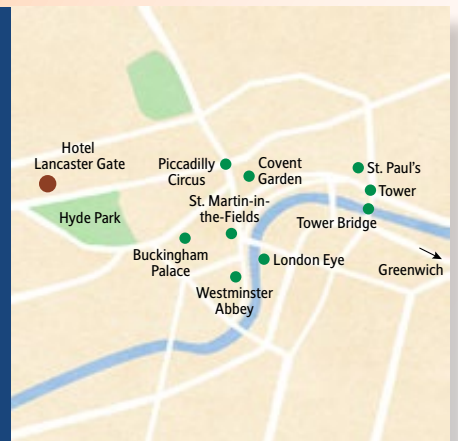 Hotel
Lancaster Gate
Piccadilly
Circus
Covent
Garden
St. Paul's
Tower
Hyde Park
St. Martin-in-
the-Fields
Tower Bridge
Buckingham
Palace
London Eye
Greenwich
Westminster
Abbey